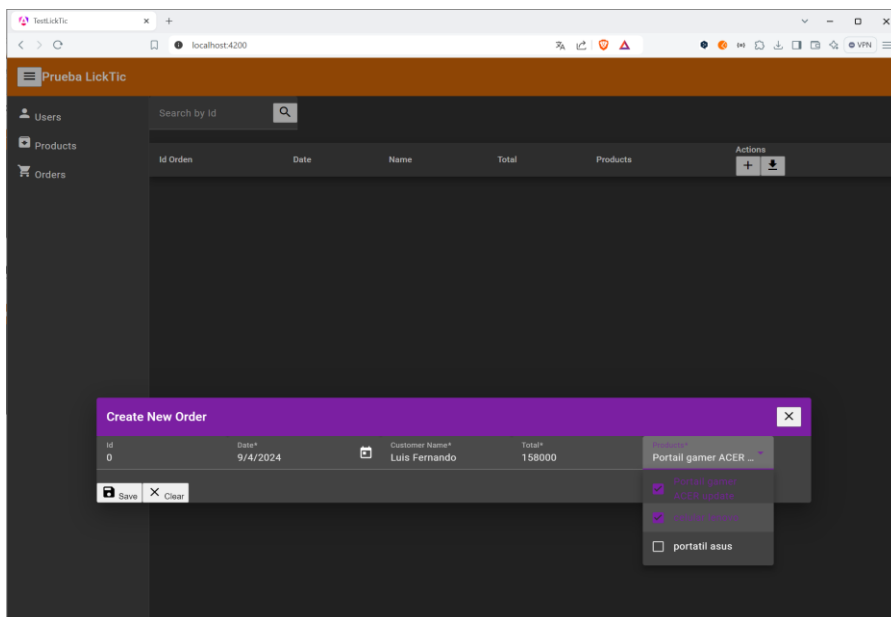 TestLickTic
localhost:4200
VPN
Prueba LickTic
Users
Products
Orders
Search by Id
Id Orden Date Name Total Products Actions
Create New Order
Id Date* Customer Name* Total* Products*
0 9/4/2024 Luis Fernando 158000 Portail gamer ACER ...
Save Clear
portatil asus